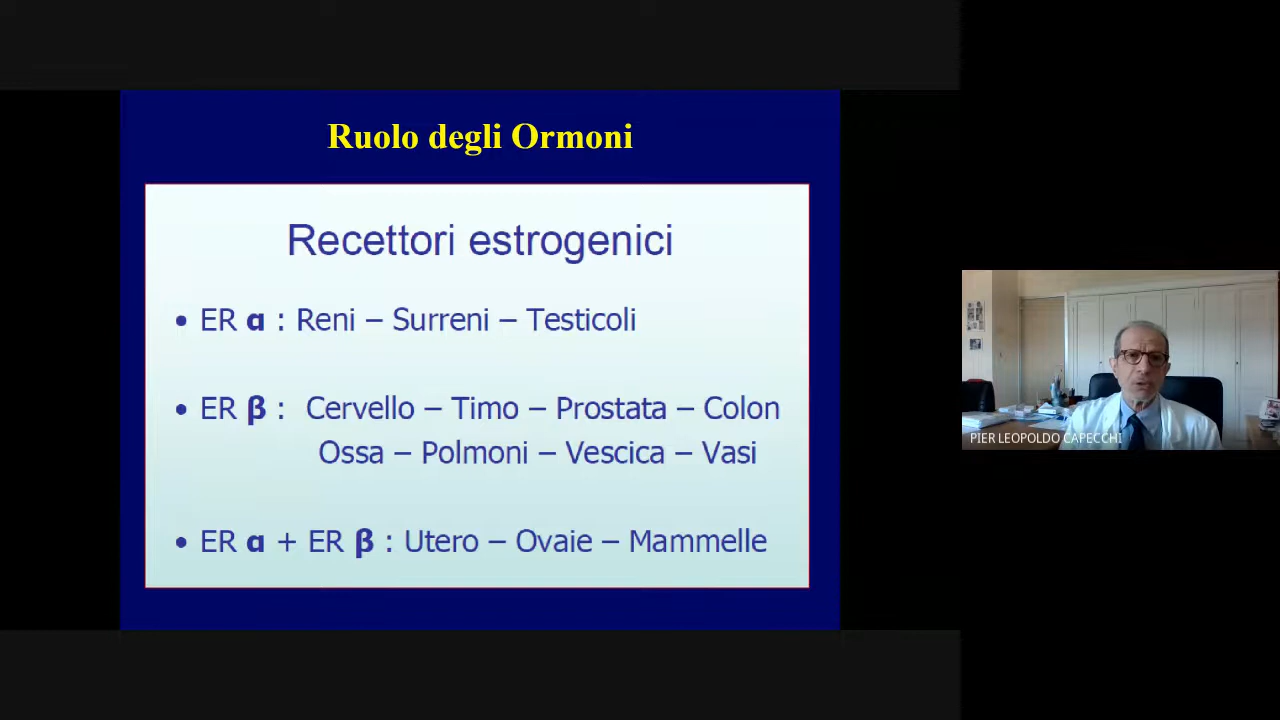 Ruolo degli Ormoni
Recettori estrogenici
• ER α : Reni – Surreni – Testicoli
• ER β : Cervello – Timo – Prostata – Colon
Ossa – Polmoni – Vescica – Vasi
• ER α + ER β : Utero – Ovaie – Mammelle
PIER LEOPOLDO CAPECCHI